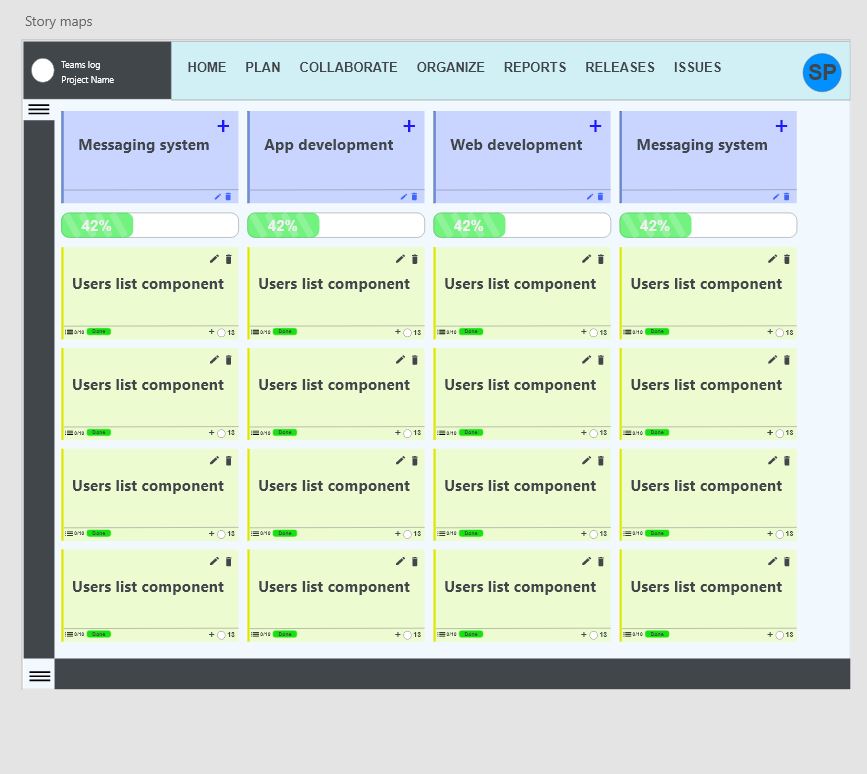 Story maps
Teams log
Project Name
HOME PLAN COLLABORATE ORGANIZE REPORTS RELEASES ISSUES
SP
+ + + +
Messaging system App development Web development Messaging system
42% 42% 42% 42%
Users list component Users list component Users list component Users list component
0/10 Done + 13 0/10 Done + 13 0/10 Done + 13 0/10 Done + 13
Users list component Users list component Users list component Users list component
0/10 Done + 13 0/10 Done + 13 0/10 Done + 13 0/10 Done + 13
Users list component Users list component Users list component Users list component
0/10 Done + 13 0/10 Done + 13 0/10 Done + 13 0/10 Done + 13
Users list component Users list component Users list component Users list component
0/10 Done + 13 0/10 Done + 13 0/10 Done + 13 0/10 Done + 13